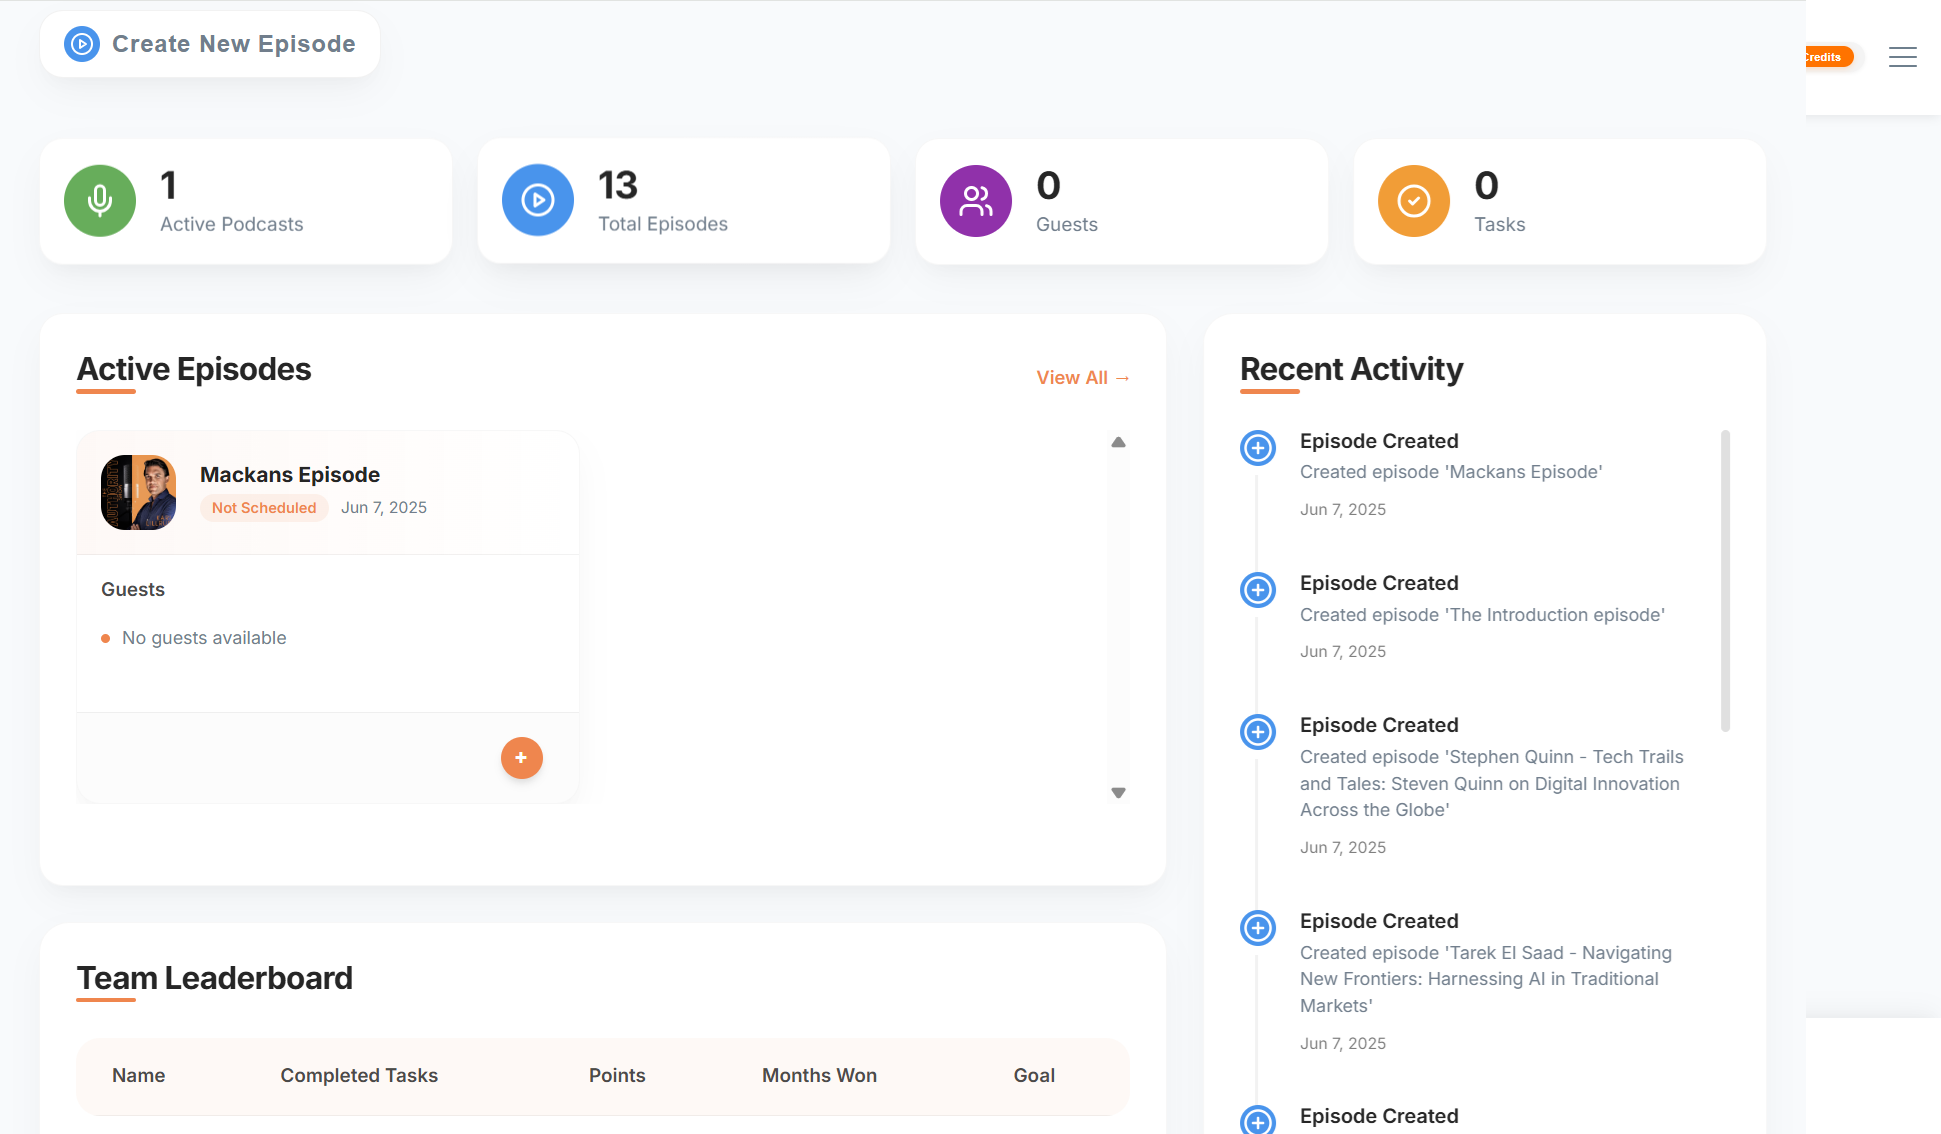 Create New Episode
Credits
1
Active Podcasts
13
Total Episodes
0
Guests
0
Tasks
Active Episodes
View All →
Mackans Episode
Not Scheduled
Jun 7, 2025
Guests
No guests available
+
Recent Activity
Episode Created
Created episode 'Mackans Episode'
Jun 7, 2025
Episode Created
Created episode 'The Introduction episode'
Jun 7, 2025
Episode Created
Created episode 'Stephen Quinn - Tech Trails
and Tales: Steven Quinn on Digital Innovation
Across the Globe'
Jun 7, 2025
Episode Created
Created episode 'Tarek El Saad - Navigating
New Frontiers: Harnessing AI in Traditional
Markets'
Jun 7, 2025
Episode Created
Team Leaderboard
Name Completed Tasks Points Months Won Goal